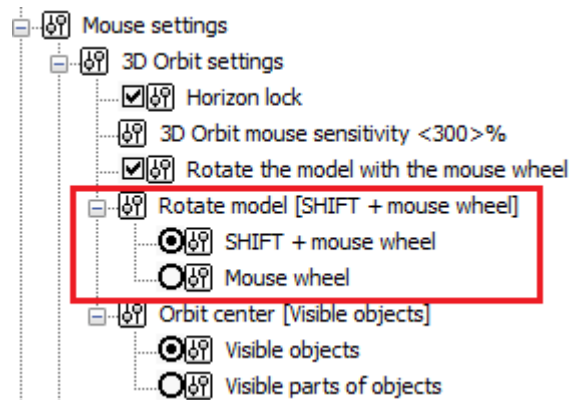 Mouse settings
3D Orbit settings
Horizon lock
3D Orbit mouse sensitivity <300>%
Rotate the model with the mouse wheel
Rotate model [SHIFT + mouse wheel]
SHIFT + mouse wheel
Mouse wheel
Orbit center [Visible objects]
Visible objects
Visible parts of objects